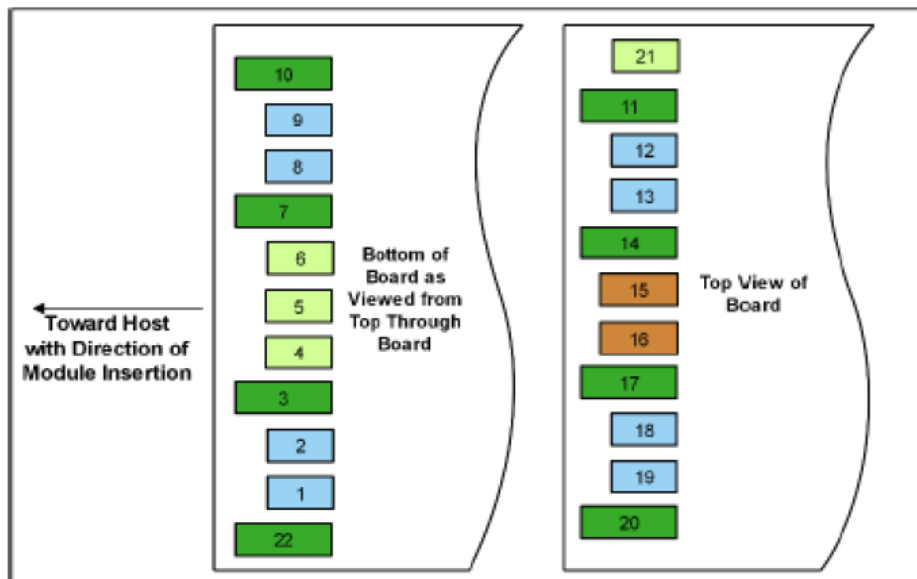 10
9
8
7
6
5
4
3
2
1
22
Bottom of
Board as
Viewed from
Top Through
Board
Toward Host
with Direction of
Module Insertion
21
11
12
13
14
15
16
17
18
19
20
Top View of
Board